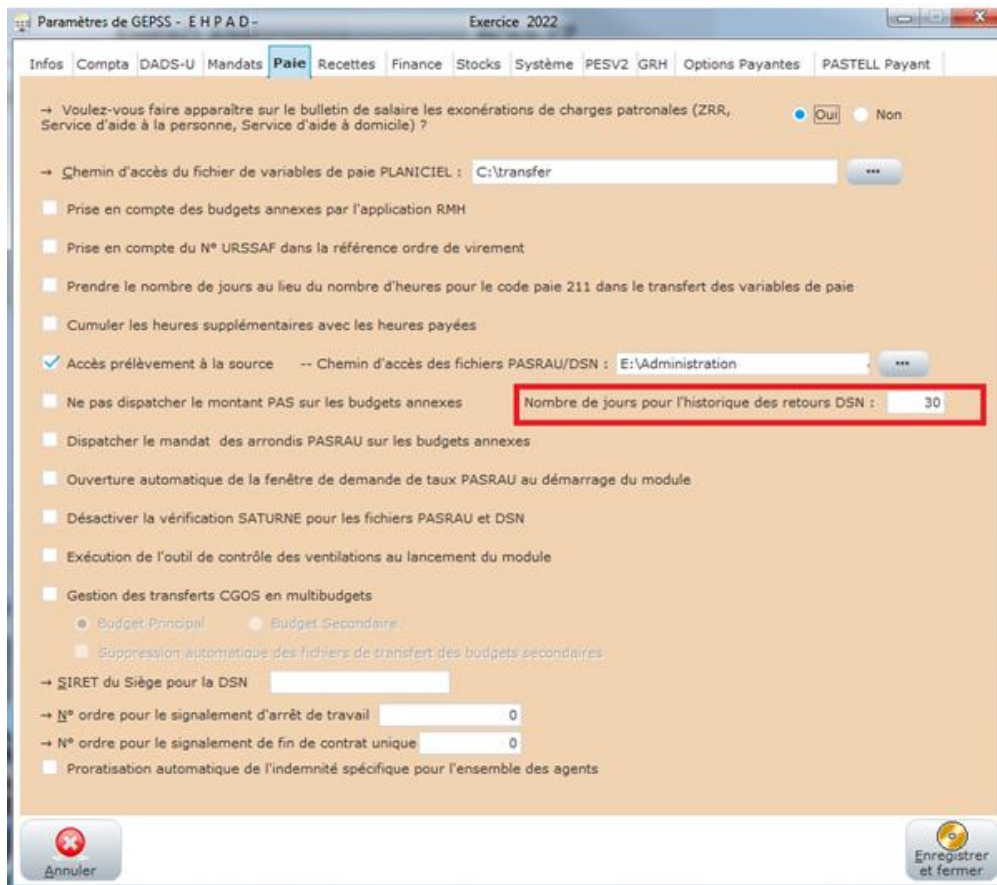 Paramètres de GEPSS - E H P A D - Exercice 2022
Infos Compta DADS-U Mandats Paie Recettes Finance Stocks Système PESV2 GRH Options Payantes PASTELL Payant
→ Voulez-vous faire apparaître sur le bulletin de salaire les exonérations de charges patronales (ZRR,
Service d'aide à la personne, Service d'aide à domicile) ? Oui Non
→ Chemin d'accès du fichier de variables de paie PLANICIEL : C:\transfer ...
Prise en compte des budgets annexes par l'application RMH
Prise en compte du N° URSSAF dans la référence ordre de virement
Prendre le nombre de jours au lieu du nombre d'heures pour le code paie 211 dans le transfert des variables de paie
Cumuler les heures supplémentaires avec les heures payées
Accès prélèvement à la source -- Chemin d'accès des fichiers PASRAU/DSN : E:\Administration ...
Ne pas dispatcher le montant PAS sur les budgets annexes Nombre de jours pour l'historique des retours DSN : 30
Dispatcher le mandat des arrondis PASRAU sur les budgets annexes
Ouverture automatique de la fenêtre de demande de taux PASRAU au démarrage du module
Désactiver la vérification SATURNE pour les fichiers PASRAU et DSN
Exécution de l'outil de contrôle des ventilations au lancement du module
Gestion des transferts CGOS en multibudgets
Budget Principal Budget Secondaire
Suppression automatique des fichiers de transfert des budgets secondaires
→ SIRET du Siège pour la DSN
→ N° ordre pour le signalement d'arrêt de travail 0
→ N° ordre pour le signalement de fin de contrat unique 0
Proratisation automatique de l'indemnité spécifique pour l'ensemble des agents
Annuler
Enregistrer
et fermer